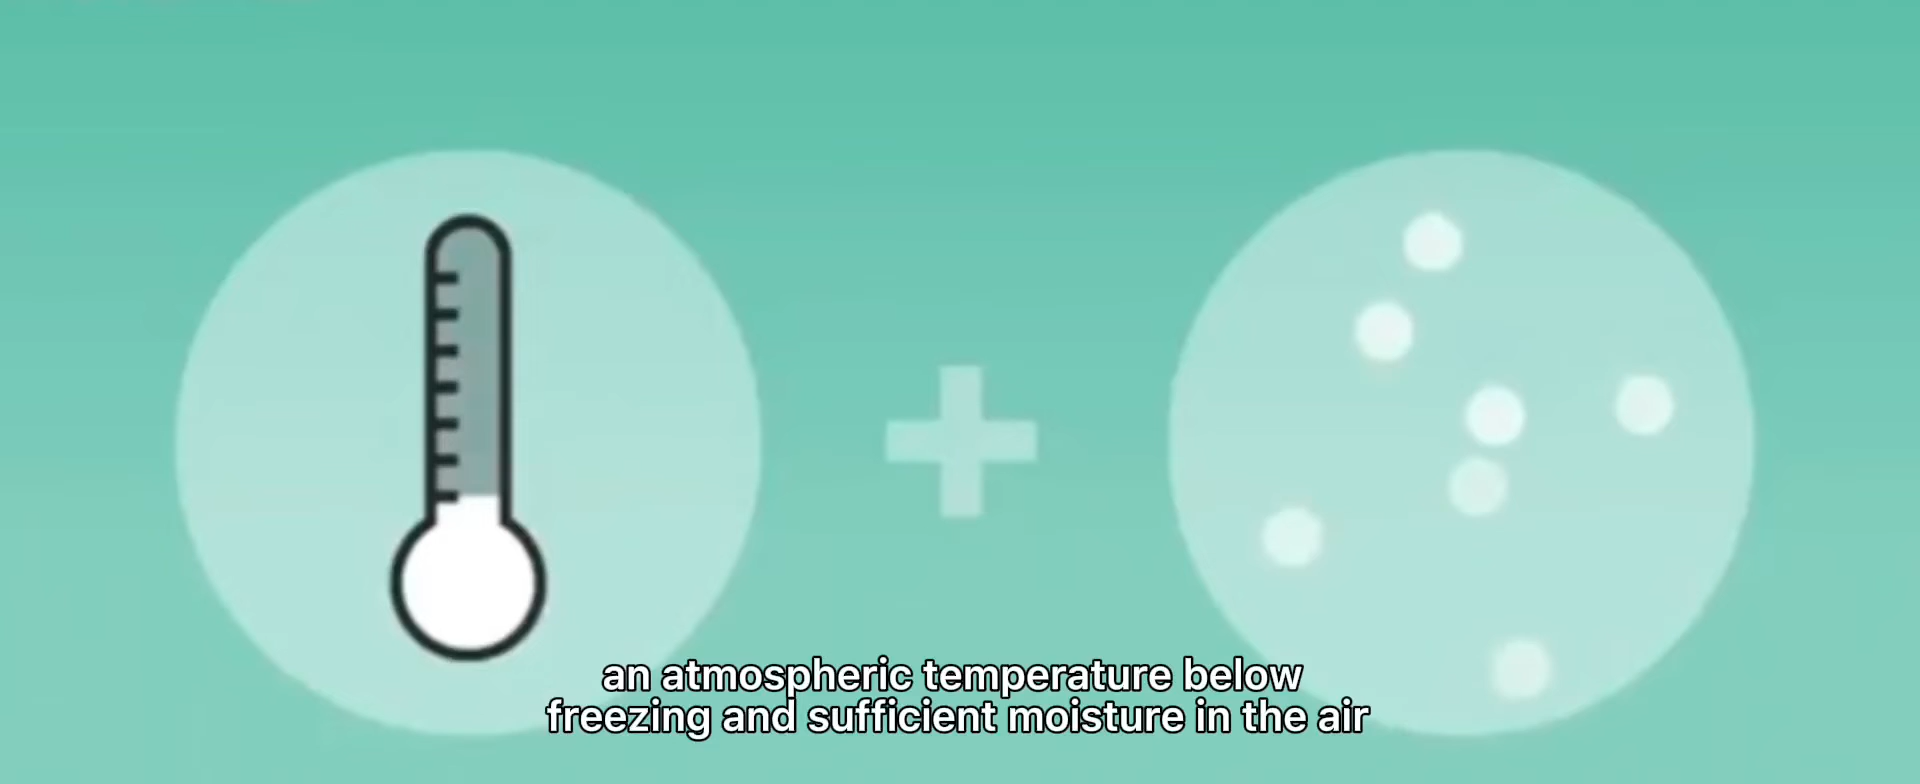 an atmospheric temperature below
freezing and sufficient moisture in the air